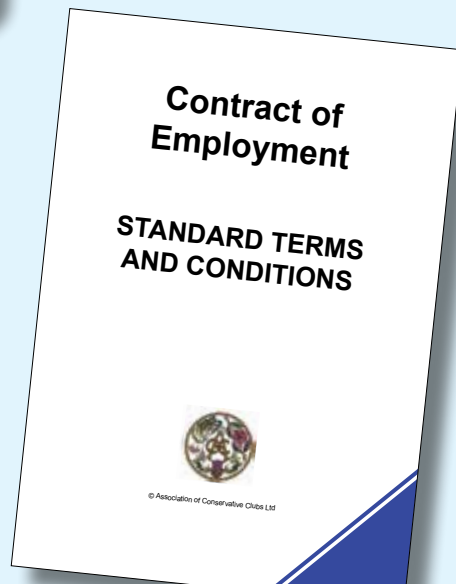 Contract of
Employment
STANDARD TERMS
AND CONDITIONS
© Association of Conservative Clubs Ltd